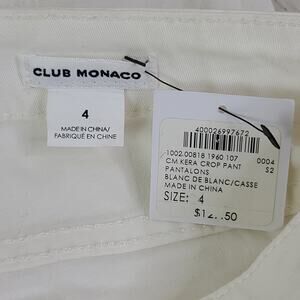 CLUB MONACO
4
MADE IN CHINA/
FABRIQUÉ EN CHINE
400026997672
1002.00818 1960 107 0004
CM.KERA CROP PANT S2
PANTALONS
BLANC DE BLANC/CASSE
MADE IN CHINA
SIZE: 4